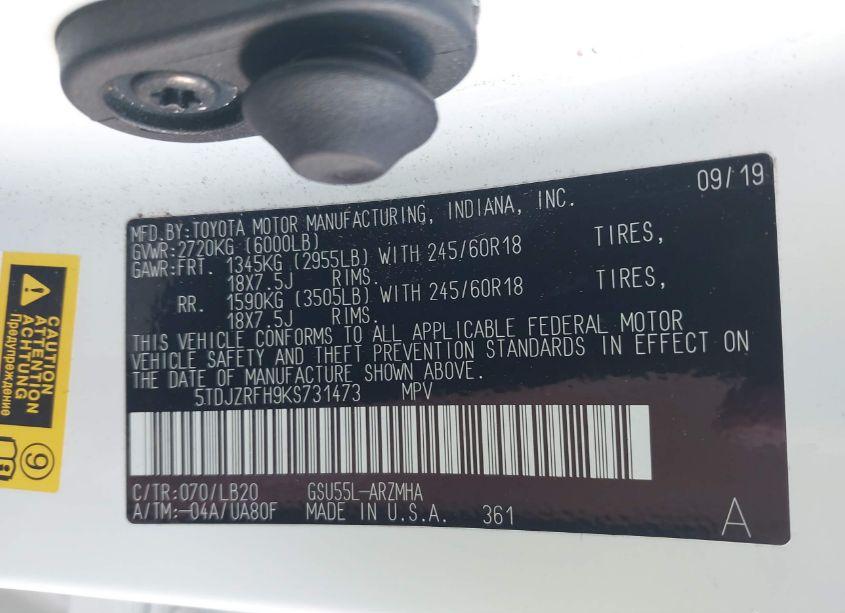 09/19
MFD.BY:TOYOTA MOTOR MANUFACTURING, INDIANA, INC.
GVWR:2720KG (6000LB)
GAWR:FRT. 1345KG (2955LB) WITH 245/60R18 TIRES,
18X7.5J RIMS.
RR. 1590KG (3505LB) WITH 245/60R18 TIRES,
18X7.5J RIMS.
THIS VEHICLE CONFORMS TO ALL APPLICABLE FEDERAL MOTOR
VEHICLE SAFETY AND THEFT PREVENTION STANDARDS IN EFFECT ON
THE DATE OF MANUFACTURE SHOWN ABOVE.
5TDJZRFH9KS731473 MPV
C/TR:070/LB20 GSU55L-ARZMHA
A/TM:-04A/UA80F MADE IN U.S.A. 361
A
CAUTION
ATTENTION
ACHTUNG
Предупреждение
9